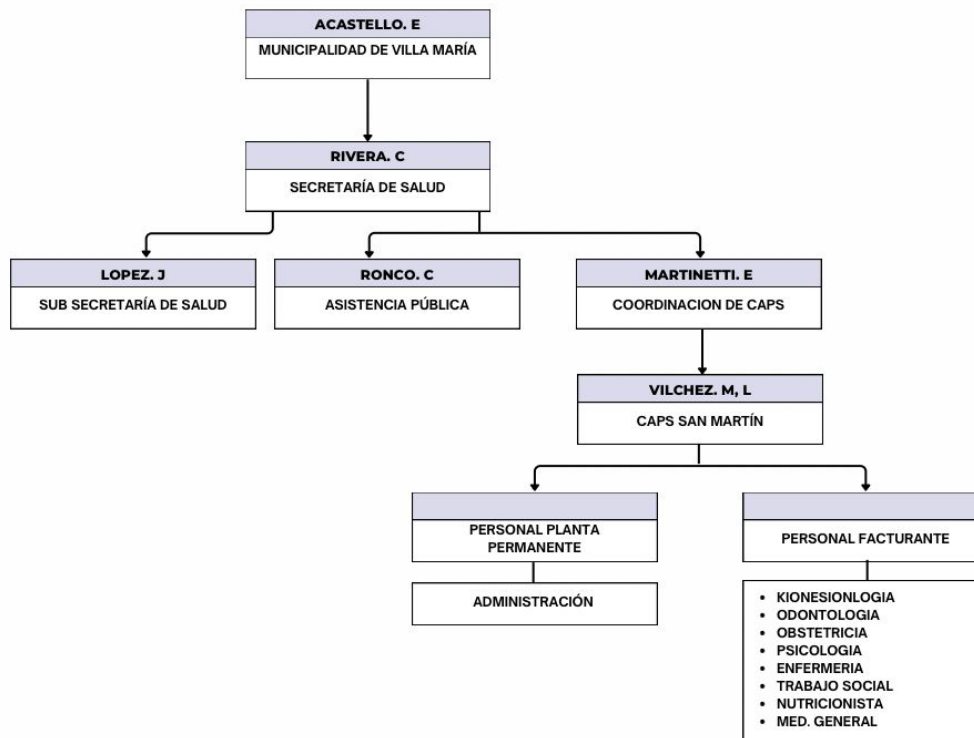 ACASTELLO. E
MUNICIPALIDAD DE VILLA MARÍA
RIVERA. C
SECRETARÍA DE SALUD
LOPEZ. J
SUB SECRETARÍA DE SALUD
RONCO. C
ASISTENCIA PÚBLICA
MARTINETTI. E
COORDINACION DE CAPS
VILCHEZ. M, L
CAPS SAN MARTÍN
PERSONAL PLANTA
PERMANENTE
ADMINISTRACIÓN
PERSONAL FACTURANTE
• KIONESIONLOGIA
• ODONTOLOGIA
• OBSTETRICIA
• PSICOLOGIA
• ENFERMERIA
• TRABAJO SOCIAL
• NUTRICIONISTA
• MED. GENERAL